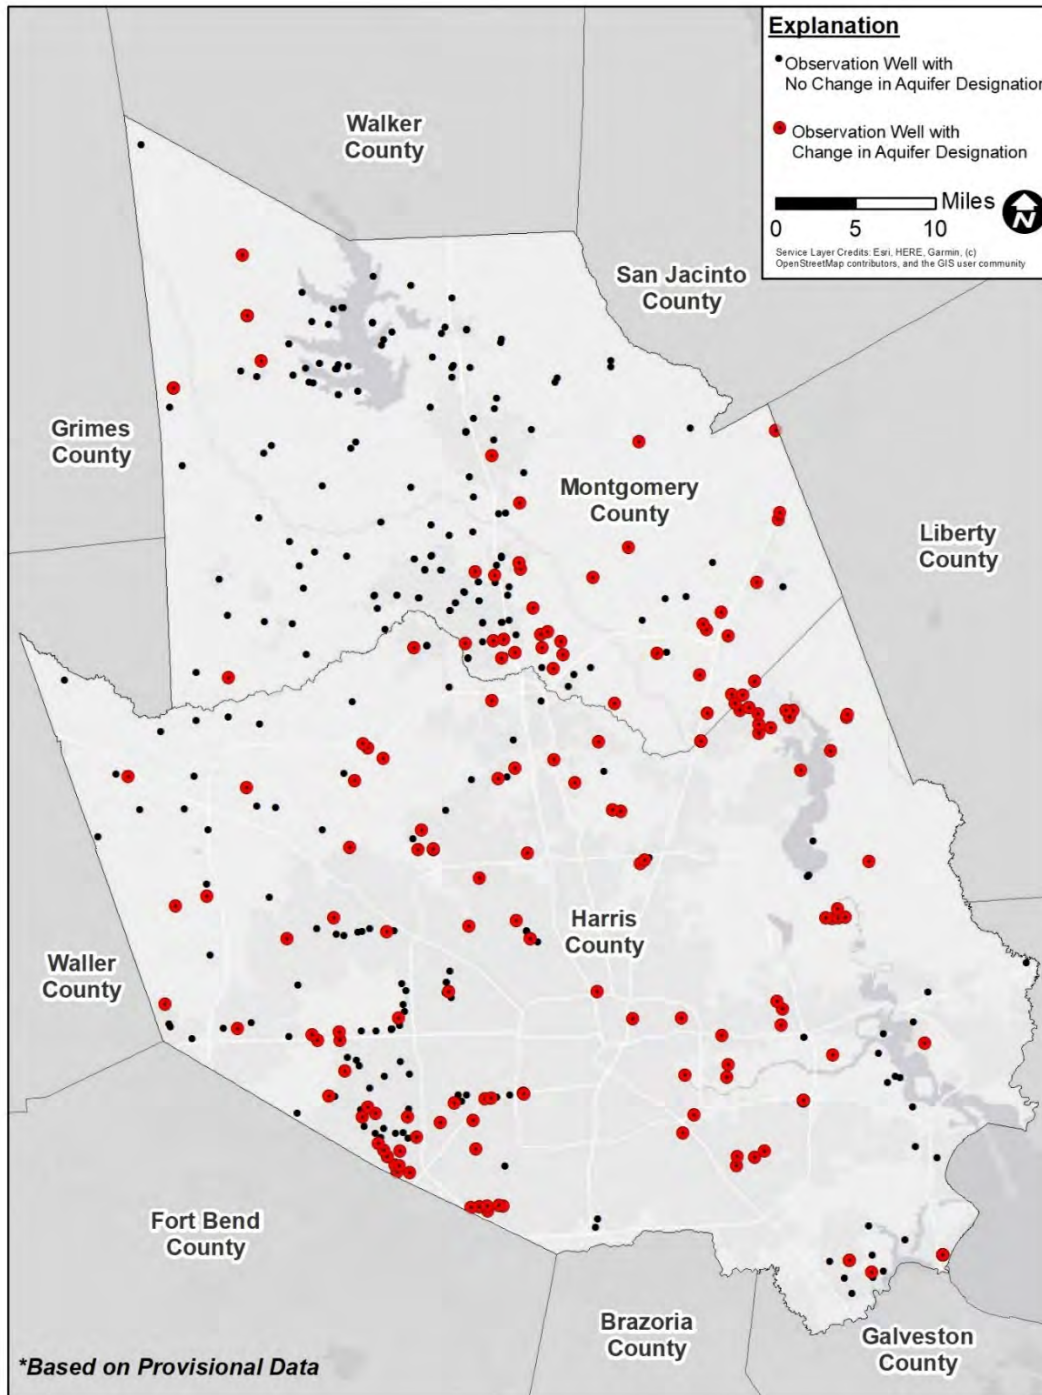 Explanation
Observation Well with
No Change in Aquifer Designation
Observation Well with
Change in Aquifer Designation
Miles
0 5 10
N
Service Layer Credits: Esri, HERE, Garmin, (c)
OpenStreetMap contributors, and the GIS user community
Walker
County
San Jacinto
County
Grimes
County
Montgomery
County
Liberty
County
Harris
County
Waller
County
Fort Bend
County
Brazoria
County
Galveston
County
*Based on Provisional Data